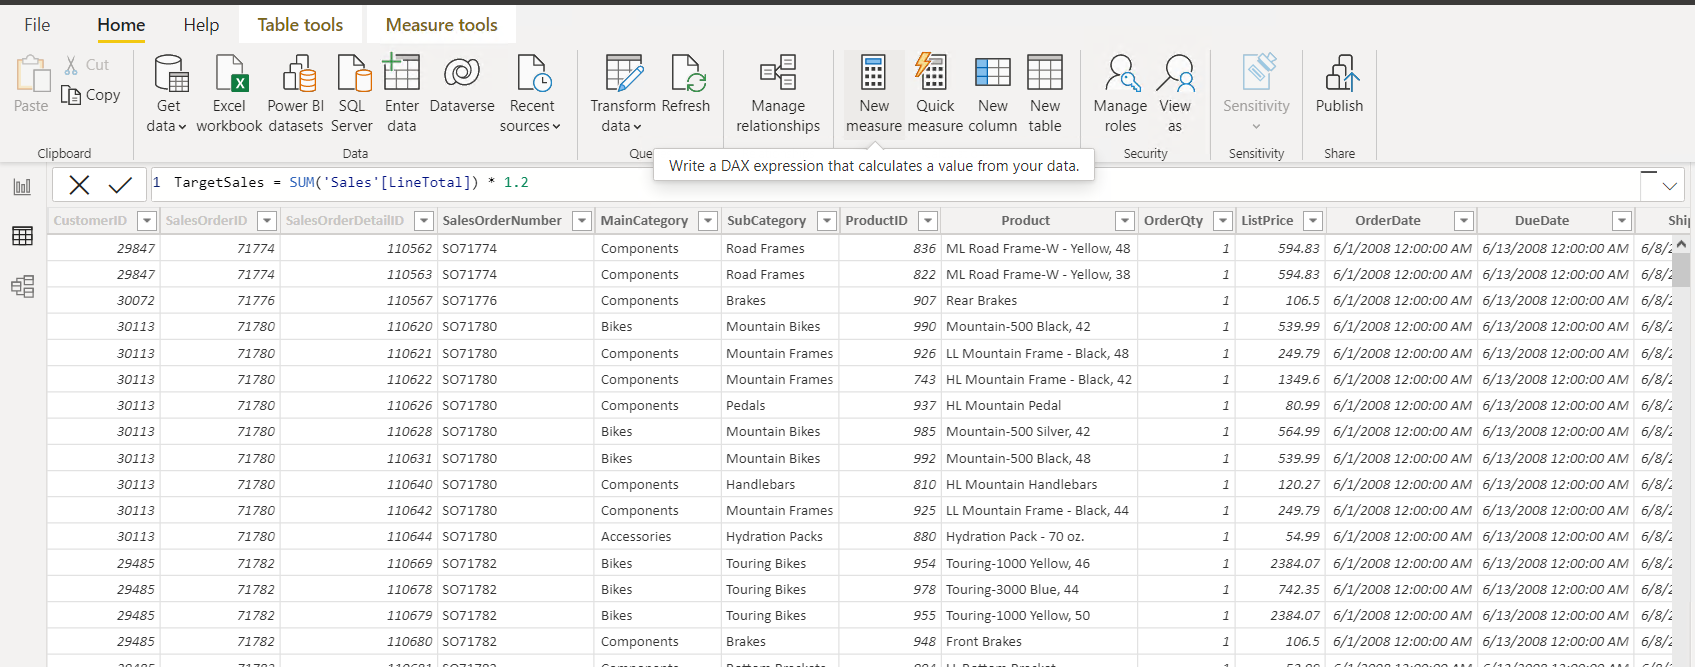 File Home Help Table tools Measure tools
Paste Cut Copy
Get data Excel workbook Power BI datasets SQL Server Enter data Dataverse Recent sources
Transform data Refresh Manage relationships New measure Quick measure New column New table
Manage roles View as Sensitivity Publish
Clipboard Data Que Security Sensitivity Share
Write a DAX expression that calculates a value from your data.
1 TargetSales = SUM('Sales'[LineTotal]) * 1.2
CustomerID SalesOrderID SalesOrderDetailID SalesOrderNumber MainCategory SubCategory ProductID Product OrderQty ListPrice OrderDate DueDate Ship
29847 71774 110562 SO71774 Components Road Frames 836 ML Road Frame-W - Yellow, 48 1 594.83 6/1/2008 12:00:00 AM 6/13/2008 12:00:00 AM 6/8/2
29847 71774 110563 SO71774 Components Road Frames 822 ML Road Frame-W - Yellow, 38 1 594.83 6/1/2008 12:00:00 AM 6/13/2008 12:00:00 AM 6/8/2
30072 71776 110567 SO71776 Components Brakes 907 Rear Brakes 1 106.5 6/1/2008 12:00:00 AM 6/13/2008 12:00:00 AM 6/8/2
30113 71780 110620 SO71780 Bikes Mountain Bikes 990 Mountain-500 Black, 42 1 539.99 6/1/2008 12:00:00 AM 6/13/2008 12:00:00 AM 6/8/2
30113 71780 110621 SO71780 Components Mountain Frames 926 LL Mountain Frame - Black, 48 1 249.79 6/1/2008 12:00:00 AM 6/13/2008 12:00:00 AM 6/8/2
30113 71780 110622 SO71780 Components Mountain Frames 743 HL Mountain Frame - Black, 42 1 1349.6 6/1/2008 12:00:00 AM 6/13/2008 12:00:00 AM 6/8/2
30113 71780 110626 SO71780 Components Pedals 937 HL Mountain Pedal 1 80.99 6/1/2008 12:00:00 AM 6/13/2008 12:00:00 AM 6/8/2
30113 71780 110628 SO71780 Bikes Mountain Bikes 985 Mountain-500 Silver, 42 1 564.99 6/1/2008 12:00:00 AM 6/13/2008 12:00:00 AM 6/8/2
30113 71780 110631 SO71780 Bikes Mountain Bikes 992 Mountain-500 Black, 48 1 539.99 6/1/2008 12:00:00 AM 6/13/2008 12:00:00 AM 6/8/2
30113 71780 110640 SO71780 Components Handlebars 810 HL Mountain Handlebars 1 120.27 6/1/2008 12:00:00 AM 6/13/2008 12:00:00 AM 6/8/2
30113 71780 110642 SO71780 Components Mountain Frames 925 LL Mountain Frame - Black, 44 1 249.79 6/1/2008 12:00:00 AM 6/13/2008 12:00:00 AM 6/8/2
30113 71780 110644 SO71780 Accessories Hydration Packs 880 Hydration Pack - 70 oz. 1 54.99 6/1/2008 12:00:00 AM 6/13/2008 12:00:00 AM 6/8/2
29485 71782 110669 SO71782 Bikes Touring Bikes 954 Touring-1000 Yellow, 46 1 2384.07 6/1/2008 12:00:00 AM 6/13/2008 12:00:00 AM 6/8/2
29485 71782 110678 SO71782 Bikes Touring Bikes 978 Touring-3000 Blue, 44 1 742.35 6/1/2008 12:00:00 AM 6/13/2008 12:00:00 AM 6/8/2
29485 71782 110679 SO71782 Bikes Touring Bikes 955 Touring-1000 Yellow, 50 1 2384.07 6/1/2008 12:00:00 AM 6/13/2008 12:00:00 AM 6/8/2
29485 71782 110680 SO71782 Components Brakes 948 Front Brakes 1 106.5 6/1/2008 12:00:00 AM 6/13/2008 12:00:00 AM 6/8/2